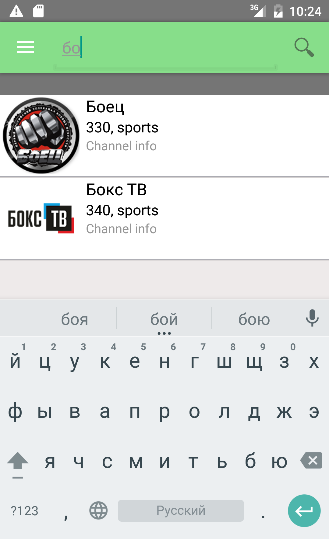 3G 10:24
бо
Боец
330, sports
Channel info
БОЕЦ
Бокс ТВ
340, sports
Channel info
БОКС ТВ
боя бой бою
1 2 3 4 5 6 7 8 9 0
й ц у к е н г ш щ з х
ф ы в а п р о л д ж э
я ч с м и т ь б ю
?123 , Русский .